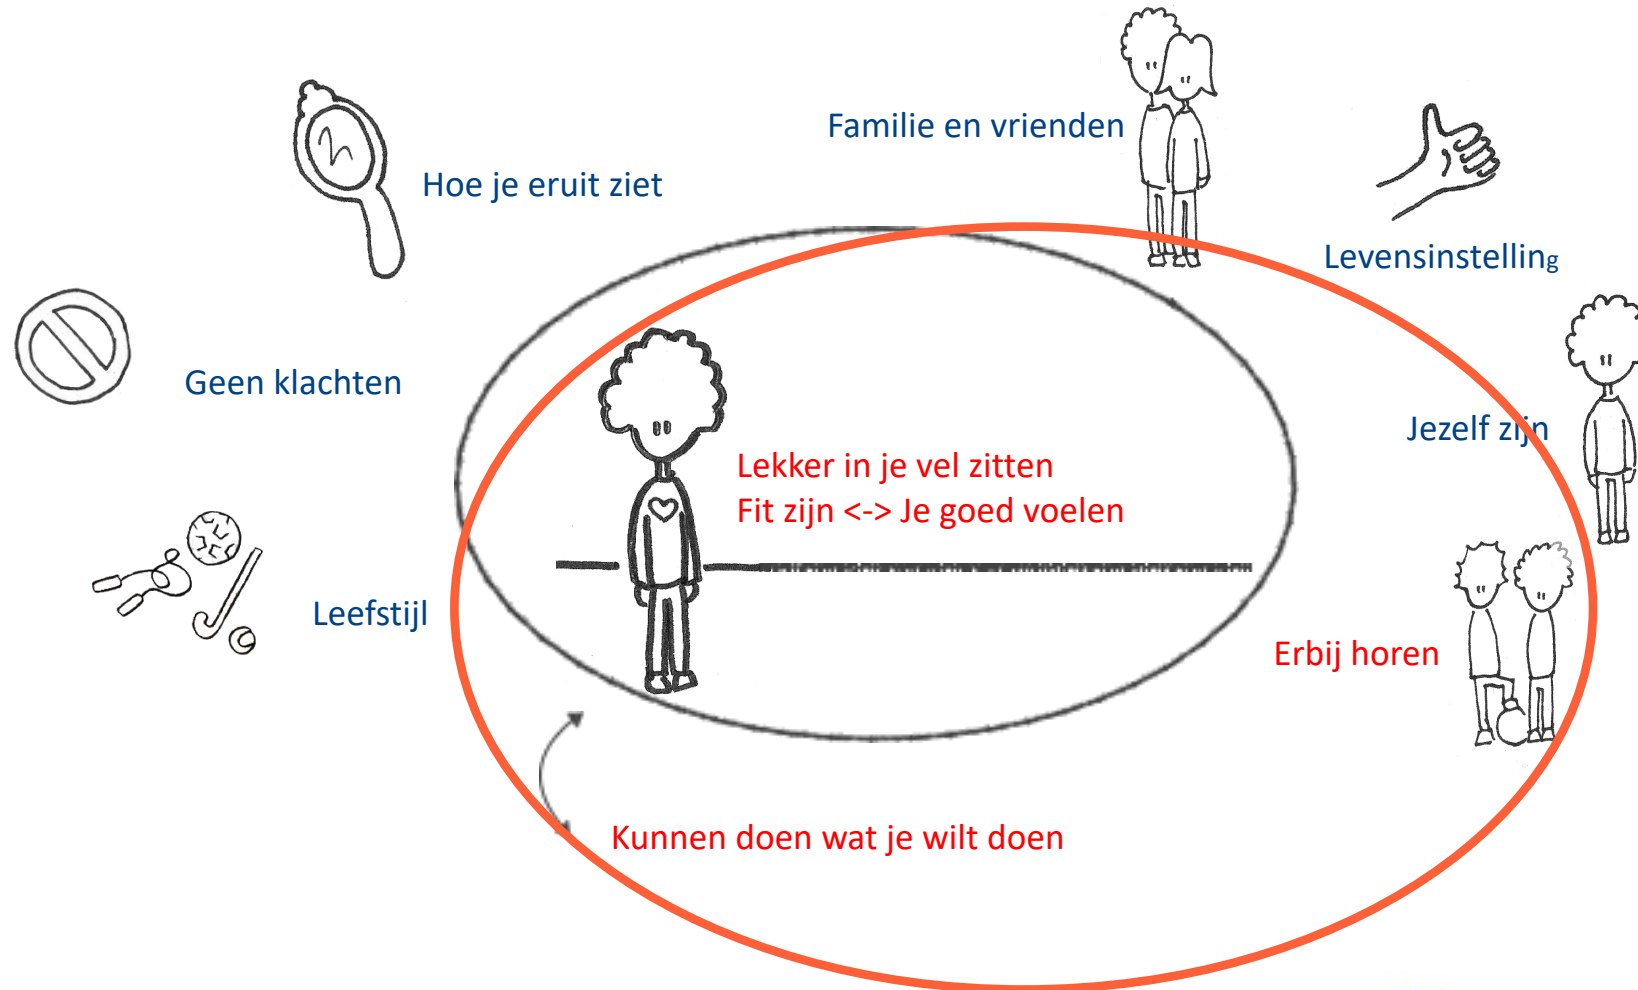 Familie en vrienden
Hoe je eruit ziet
Levensinstelling
Geen klachten
Jezelf zijn
Lekker in je vel zitten
Fit zijn <-> Je goed voelen
Leefstijl
Erbij horen
Kunnen doen wat je wilt doen